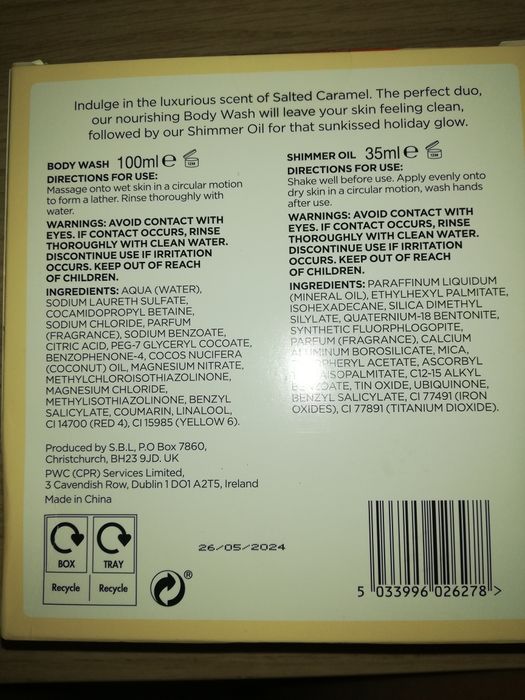 Indulge in the luxurious scent of Salted Caramel. The perfect duo,
our nourishing Body Wash will leave your skin feeling clean,
followed by our Shimmer Oil for that sunkissed holiday glow.
BODY WASH 100ml e 12M
DIRECTIONS FOR USE:
Massage onto wet skin in a circular motion
to form a lather. Rinse thoroughly with
water.
WARNINGS: AVOID CONTACT WITH
EYES. IF CONTACT OCCURS, RINSE
THOROUGHLY WITH CLEAN WATER.
DISCONTINUE USE IF IRRITATION
OCCURS. KEEP OUT OF REACH
OF CHILDREN.
INGREDIENTS: AQUA (WATER),
SODIUM LAURETH SULFATE,
COCAMIDOPROPYL BETAINE,
SODIUM CHLORIDE, PARFUM
(FRAGRANCE), SODIUM BENZOATE,
CITRIC ACID, PEG-7 GLYCERYL COCOATE,
BENZOPHENONE-4, COCOS NUCIFERA
(COCONUT) OIL, MAGNESIUM NITRATE,
METHYLCHLOROISOTHIAZOLINONE,
MAGNESIUM CHLORIDE,
METHYLISOTHIAZOLINONE, BENZYL
SALICYLATE, COUMARIN, LINALOOL,
CI 14700 (RED 4), CI 15985 (YELLOW 6).
SHIMMER OIL 35ml e 12M
DIRECTIONS FOR USE:
Shake well before use. Apply evenly onto
dry skin in a circular motion, wash hands
after use.
WARNINGS: AVOID CONTACT WITH
EYES. IF CONTACT OCCURS, RINSE
THOROUGHLY WITH CLEAN WATER.
DISCONTINUE USE IF IRRITATION
OCCURS. KEEP OUT OF REACH
OF CHILDREN.
INGREDIENTS: PARAFFINUM LIQUIDUM
(MINERAL OIL), ETHYLHEXYL PALMITATE,
ISOHEXADECANE, SILICA DIMETHYL
SILYLATE, QUATERNIUM-18 BENTONITE,
SYNTHETIC FLUORPHLOGOPITE,
PARFUM (FRAGRANCE), CALCIUM
ALUMINUM BOROSILICATE, MICA,
ACETATE, ASCORBYL
C12-15 ALKYL
BENZOATE, TIN OXIDE, UBIQUINONE,
BENZYL SALICYLATE, CI 77491 (IRON
OXIDES), CI 77891 (TITANIUM DIOXIDE).
Produced by S.B.L, P.O Box 7860,
Christchurch, BH23 9JD. UK
PWC (CPR) Services Limited,
3 Cavendish Row, Dublin 1 D01 A2T5, Ireland
Made in China
BOX TRAY
Recycle Recycle
®
26/05/2024
5 033996 026278 >